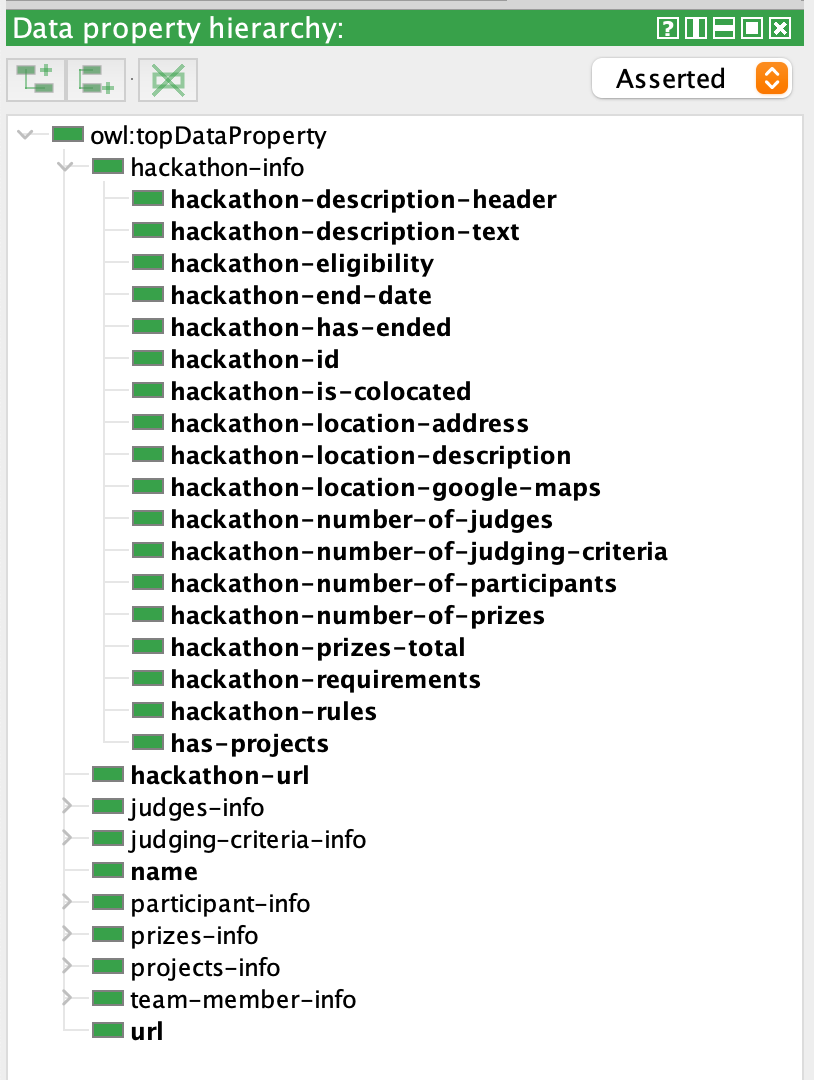 Data property hierarchy:
Asserted
owl:topDataProperty
hackathon-info
hackathon-description-header
hackathon-description-text
hackathon-eligibility
hackathon-end-date
hackathon-has-ended
hackathon-id
hackathon-is-colocated
hackathon-location-address
hackathon-location-description
hackathon-location-google-maps
hackathon-number-of-judges
hackathon-number-of-judging-criteria
hackathon-number-of-participants
hackathon-number-of-prizes
hackathon-prizes-total
hackathon-requirements
hackathon-rules
has-projects
hackathon-url
judges-info
judging-criteria-info
name
participant-info
prizes-info
projects-info
team-member-info
url